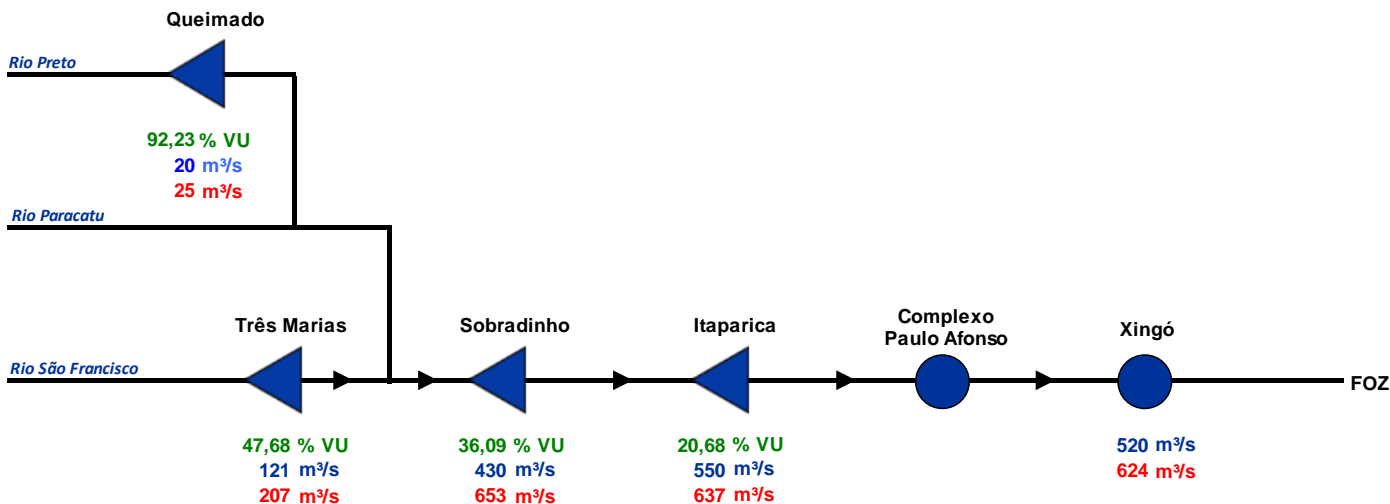 Queimado
Rio Preto
92,23 % VU
20 m³/s
25 m³/s
Rio Paracatu
Três Marias
Sobradinho
Itaparica
Complexo
Paulo Afonso
Xingó
Rio São Francisco
FOZ
47,68 % VU
121 m³/s
207 m³/s
36,09 % VU
430 m³/s
653 m³/s
20,68 % VU
550 m³/s
637 m³/s
520 m³/s
624 m³/s